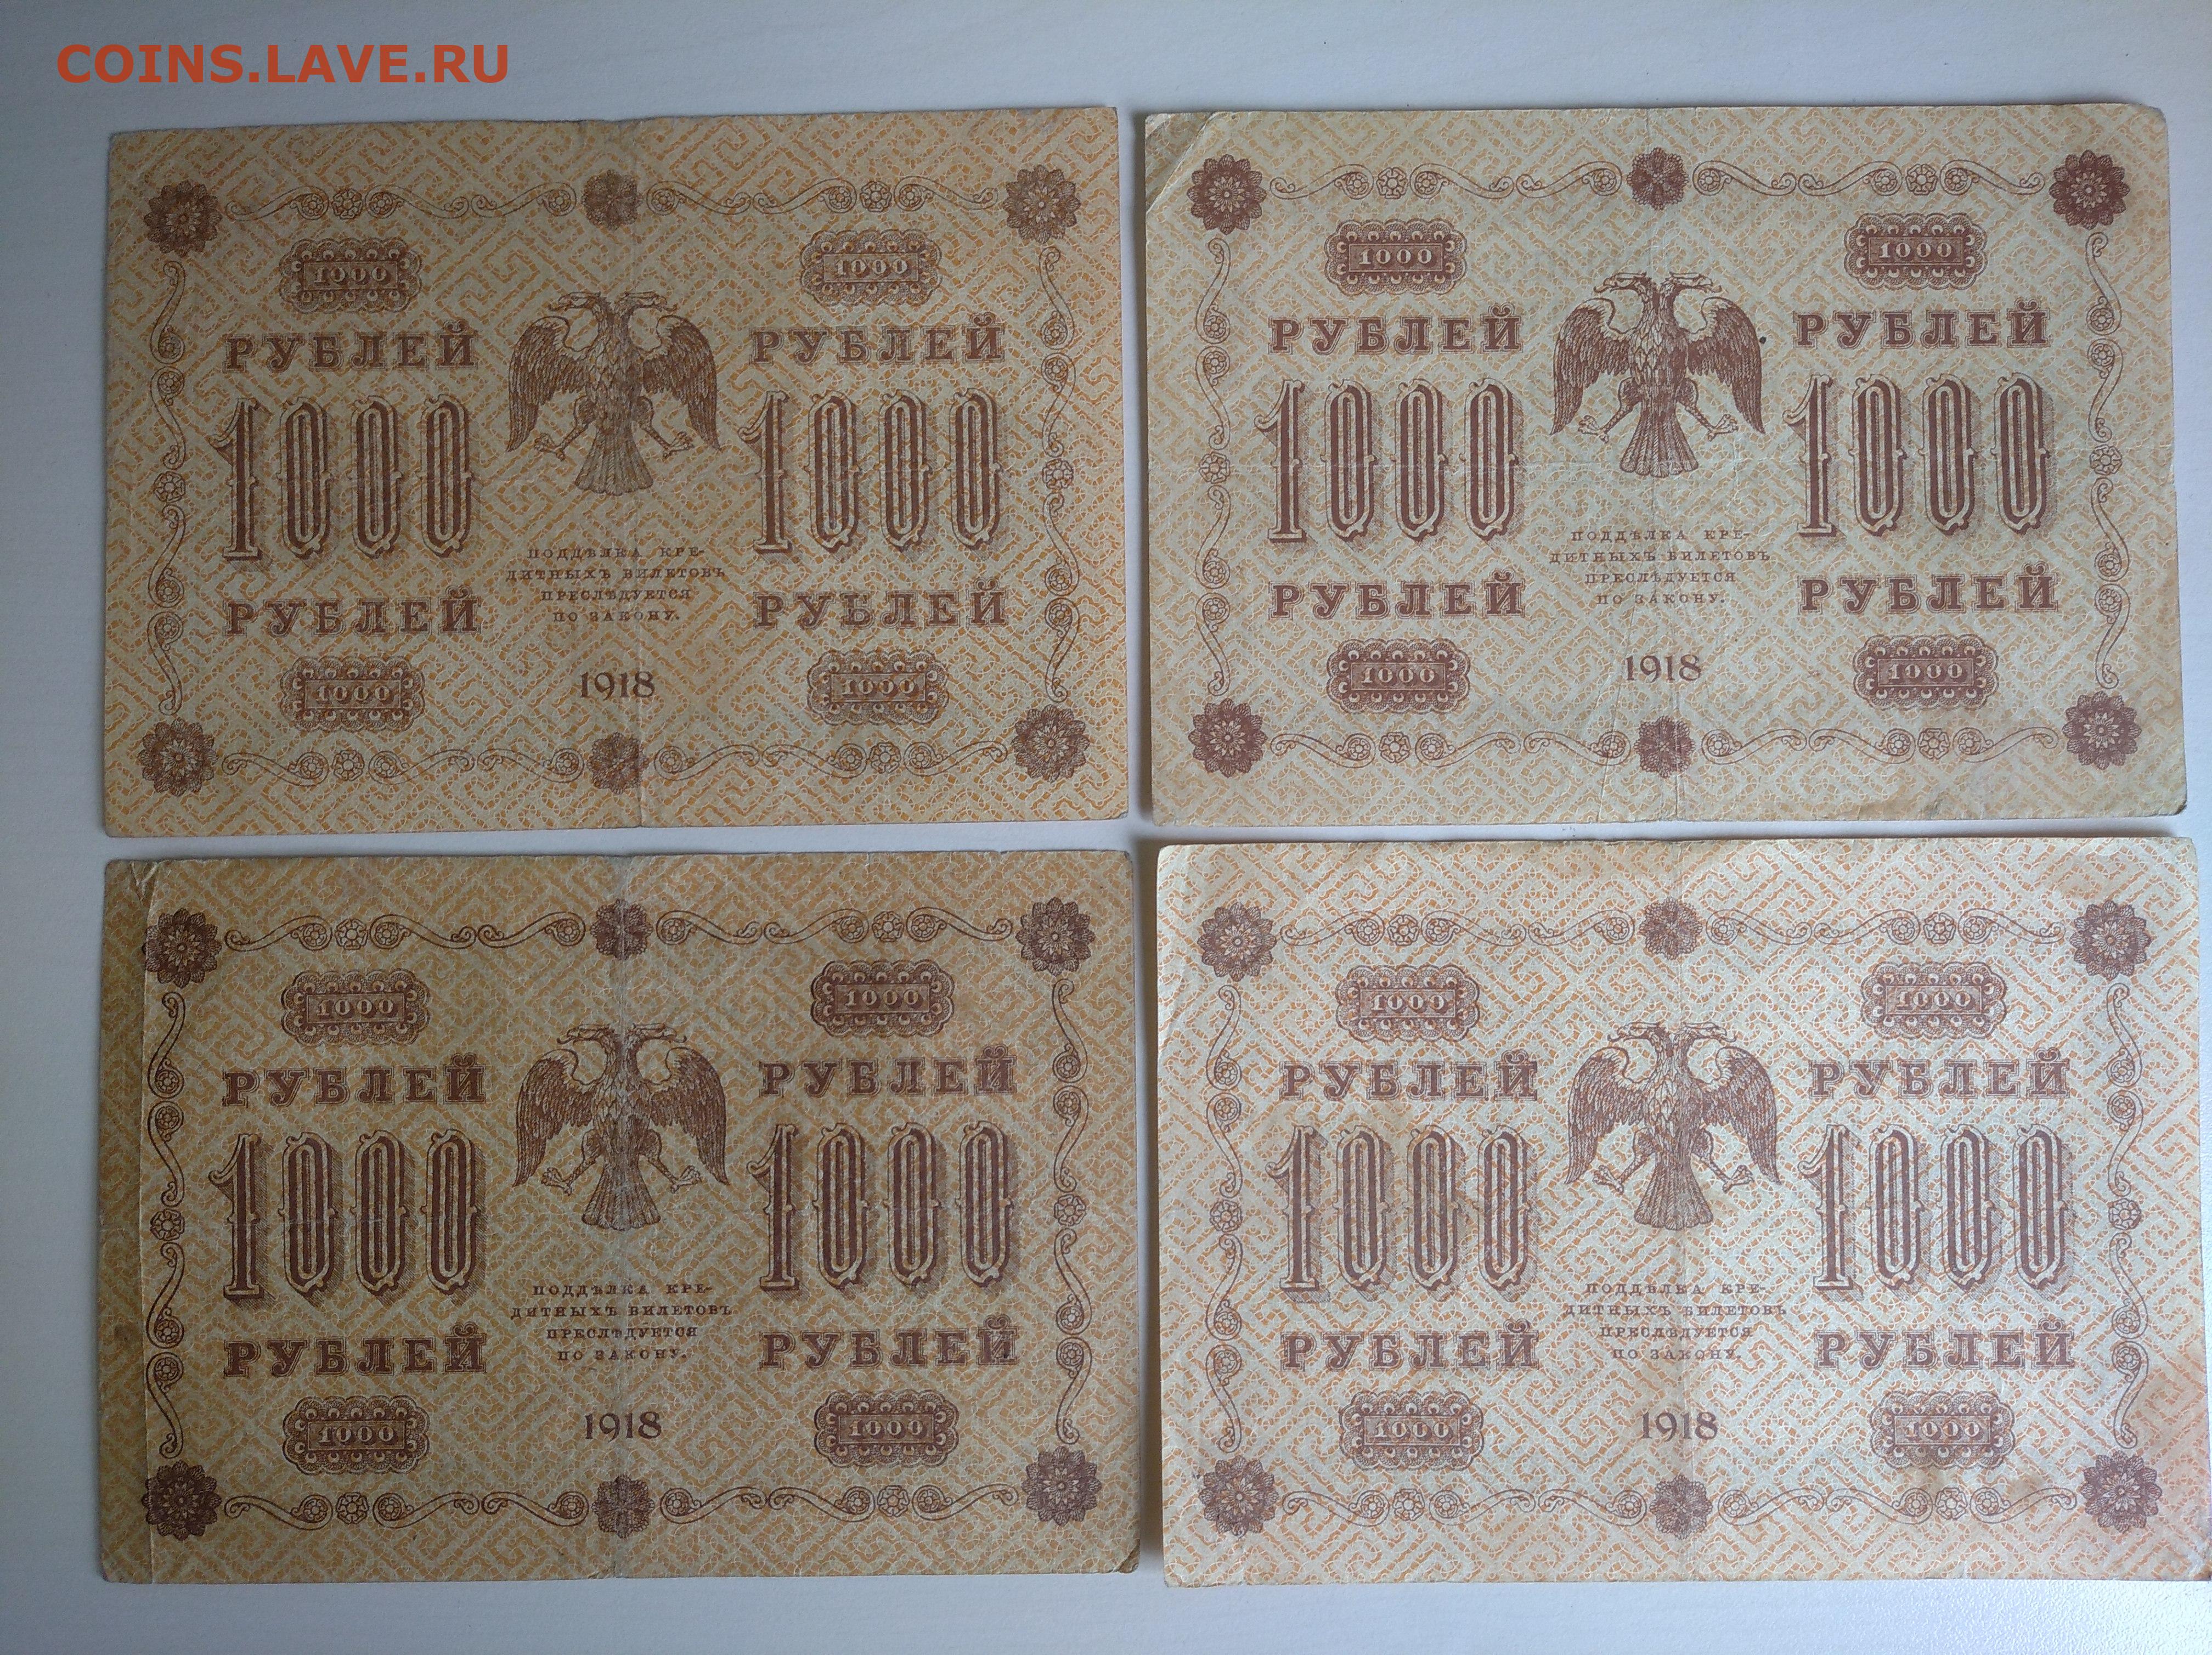 COINS.LAVE.RU
1000 1000
РУБЛЕЙ РУБЛЕЙ
1000 1000
ПОДДѢЛКА КРЕ-
ДИТНЫХЪ БИЛЕТОВЪ
ПРЕСЛѢДУЕТСЯ
ПО ЗАКОНУ.
РУБЛЕЙ РУБЛЕЙ
1000 1918 1000
1000 1000
РУБЛЕЙ РУБЛЕЙ
1000 1000
ПОДДѢЛКА КРЕ-
ДИТНЫХЪ БИЛЕТОВЪ
ПРЕСЛѢДУЕТСЯ
ПО ЗАКОНУ.
РУБЛЕЙ РУБЛЕЙ
1000 1918 1000
1000 1000
РУБЛЕЙ РУБЛЕЙ
1000 1000
ПОДДѢЛКА КРЕ-
ДИТНЫХЪ БИЛЕТОВЪ
ПРЕСЛѢДУЕТСЯ
ПО ЗАКОНУ.
РУБЛЕЙ РУБЛЕЙ
1000 1918 1000
1000 1000
РУБЛЕЙ РУБЛЕЙ
1000 1000
ПОДДѢЛКА КРЕ-
ДИТНЫХЪ БИЛЕТОВЪ
ПРЕСЛѢДУЕТСЯ
ПО ЗАКОНУ.
РУБЛЕЙ РУБЛЕЙ
1000 1918 1000